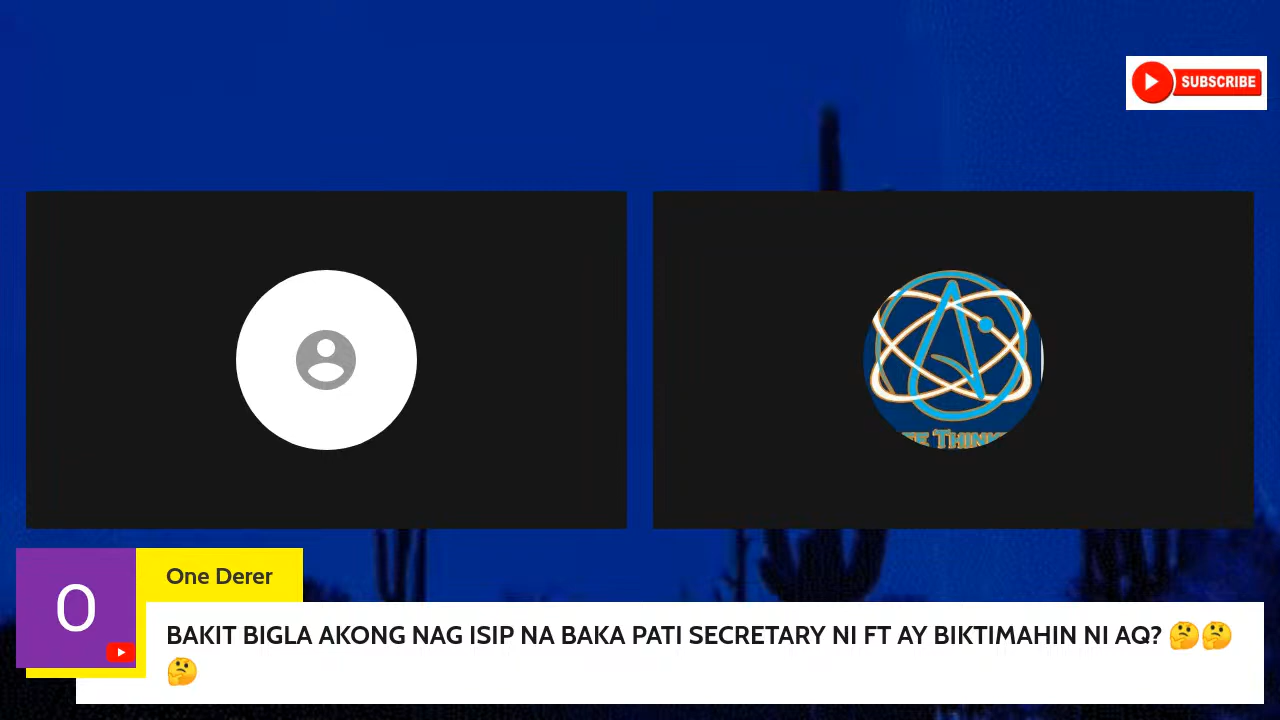 SUBSCRIBE
One Derer
O
BAKIT BIGLA AKONG NAG ISIP NA BAKA PATI SECRETARY NI FT AY BIKTIMAHIN NI AQ? 🤔🤔
🤔